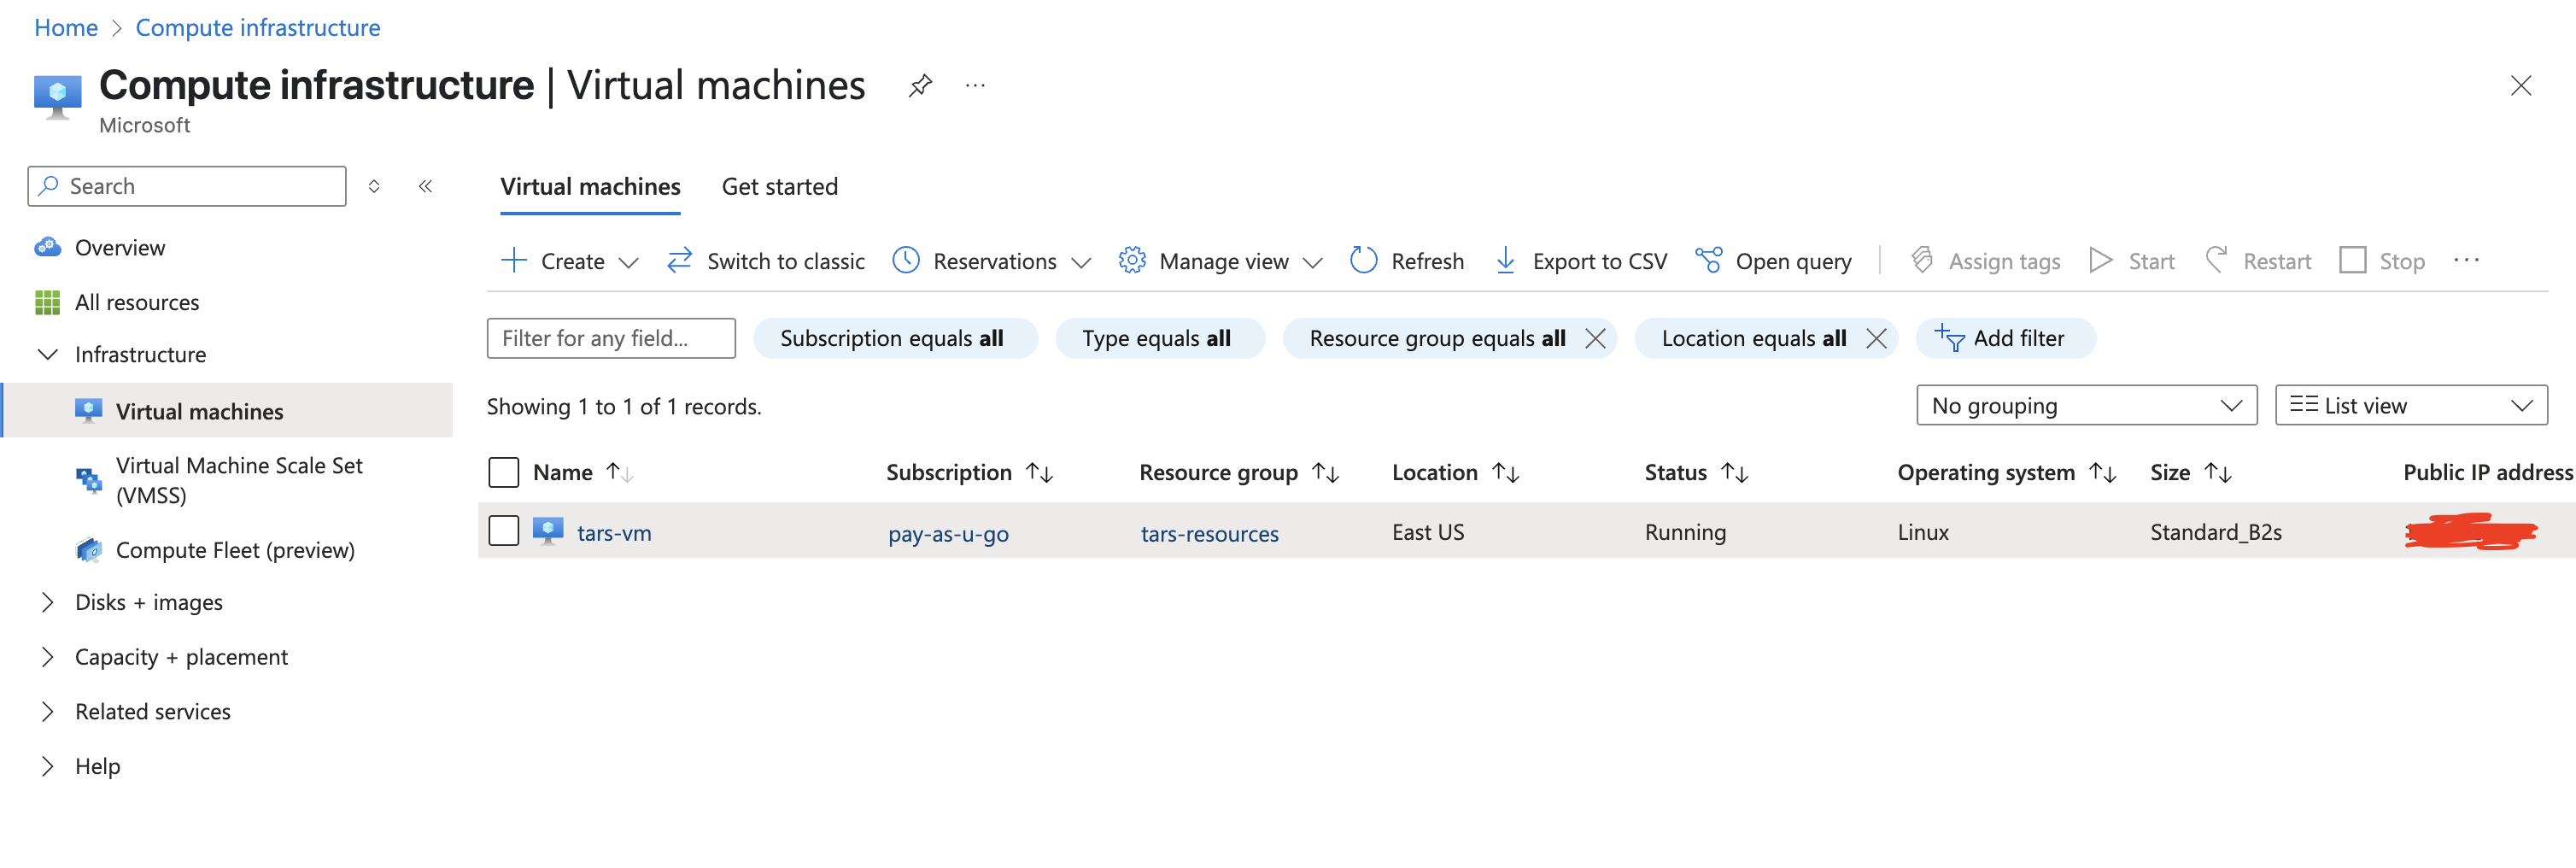 Home > Compute infrastructure
Compute infrastructure | Virtual machines
Microsoft
Search
Overview
All resources
Infrastructure
Virtual machines
Virtual Machine Scale Set
(VMSS)
Compute Fleet (preview)
Disks + images
Capacity + placement
Related services
Help
Virtual machines Get started
Create Switch to classic Reservations Manage view Refresh Export to CSV Open query Assign tags Start Restart Stop ...
Filter for any field... Subscription equals all Type equals all Resource group equals all Location equals all Add filter
Showing 1 to 1 of 1 records. No grouping List view
Name Subscription Resource group Location Status Operating system Size Public IP address
tars-vm pay-as-u-go tars-resources East US Running Linux Standard_B2s